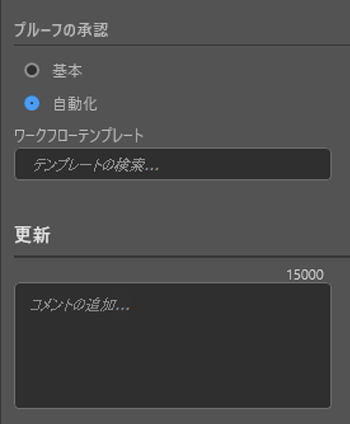 プルーフの承認
基本
自動化
ワークフローテンプレート
テンプレートの検索...
更新
15000
コメントの追加...